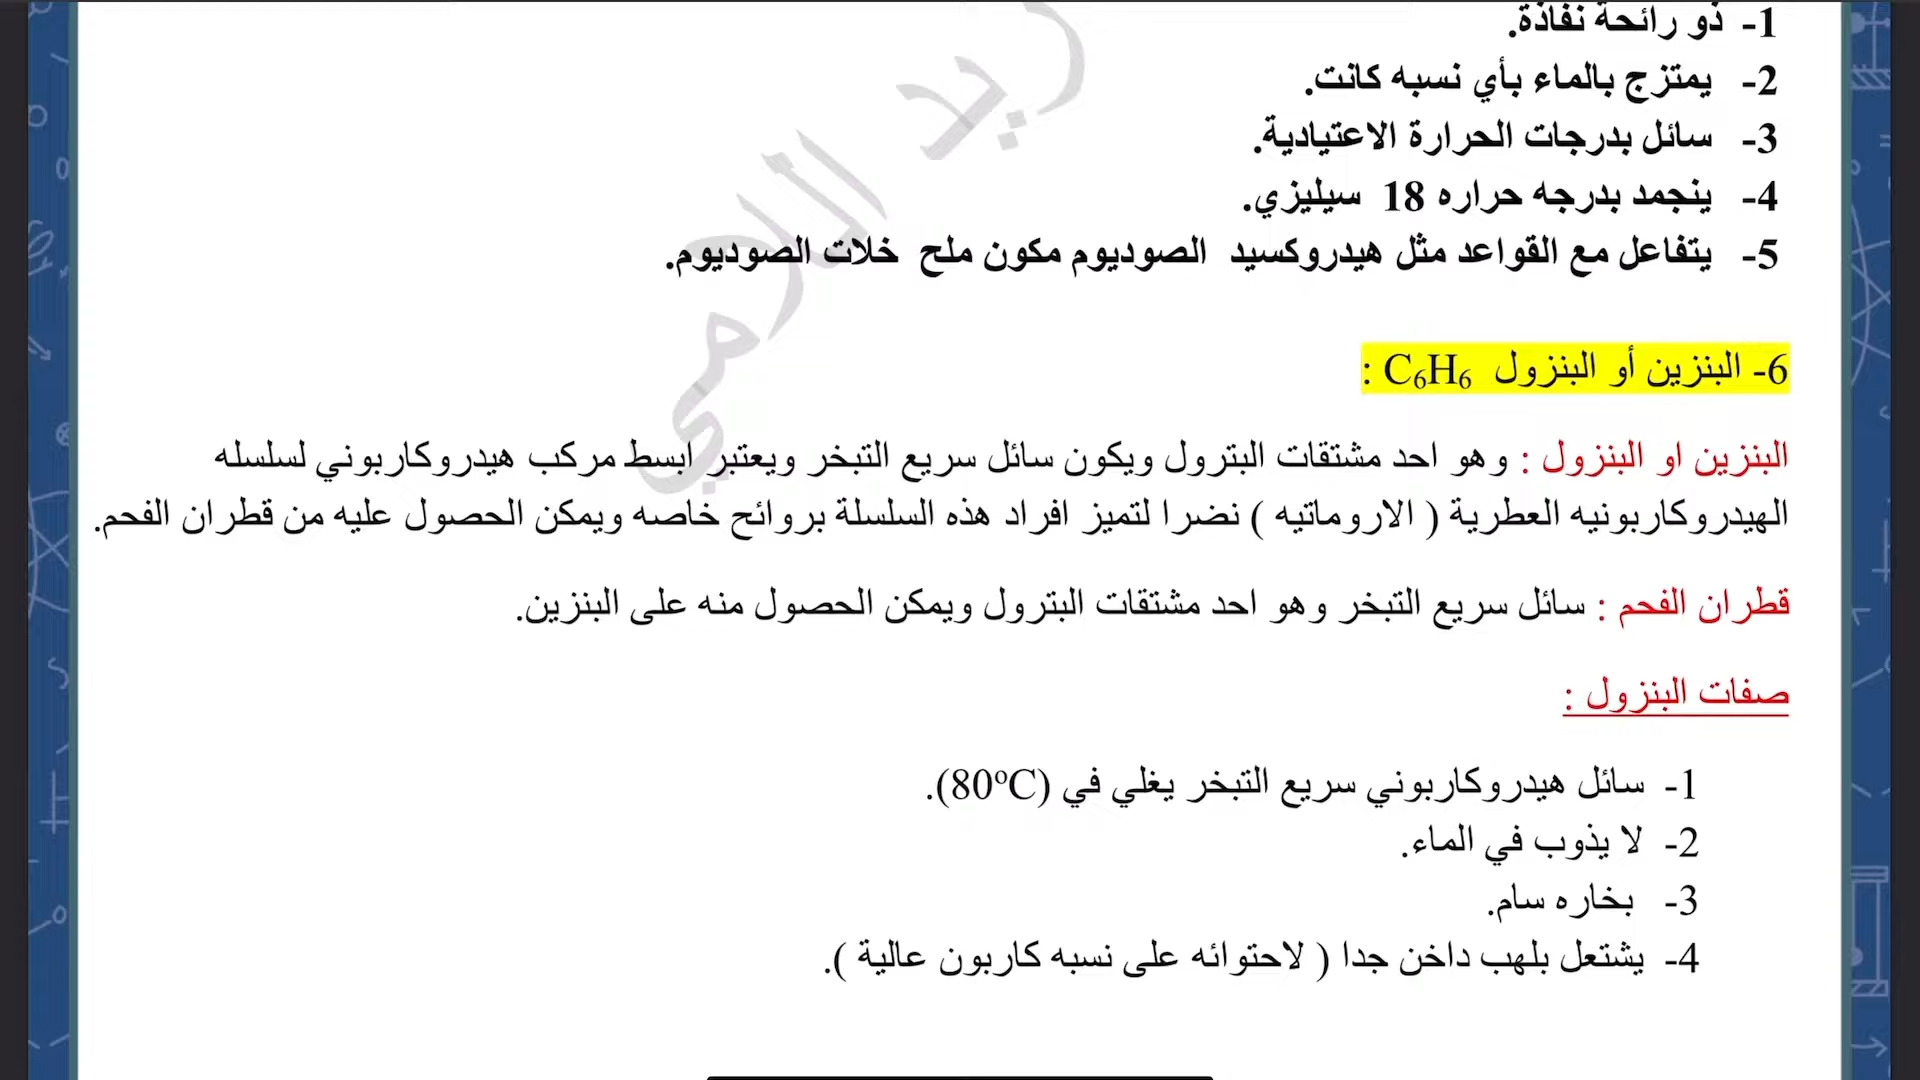 1- ذو رائحة نفاذة.
2- يمتزج بالماء بأي نسبه كانت.
3- سائل بدرجات الحرارة الاعتيادية.
4- ينجمد بدرجه حراره 18 سيليزي.
5- يتفاعل مع القواعد مثل هيدروكسيد الصوديوم مكون ملح خلات الصوديوم.
6- البنزين أو البنزول C₆H₆ :
البنزين او البنزول : وهو احد مشتقات البترول ويكون سائل سريع التبخر ويعتبر ابسط مركب هيدروكاربوني لسلسله
الهيدروكاربونيه العطرية ( الاروماتيه ) نضرا لتميز افراد هذه السلسلة بروائح خاصه ويمكن الحصول عليه من قطران الفحم.
قطران الفحم : سائل سريع التبخر وهو احد مشتقات البترول ويمكن الحصول منه على البنزين.
صفات البنزول :
1- سائل هيدروكاربوني سريع التبخر يغلي في (80ºC).
2- لا يذوب في الماء.
3- بخاره سام.
4- يشتعل بلهب داخن جدا ( لاحتوائه على نسبه كاربون عالية ).
اللامي